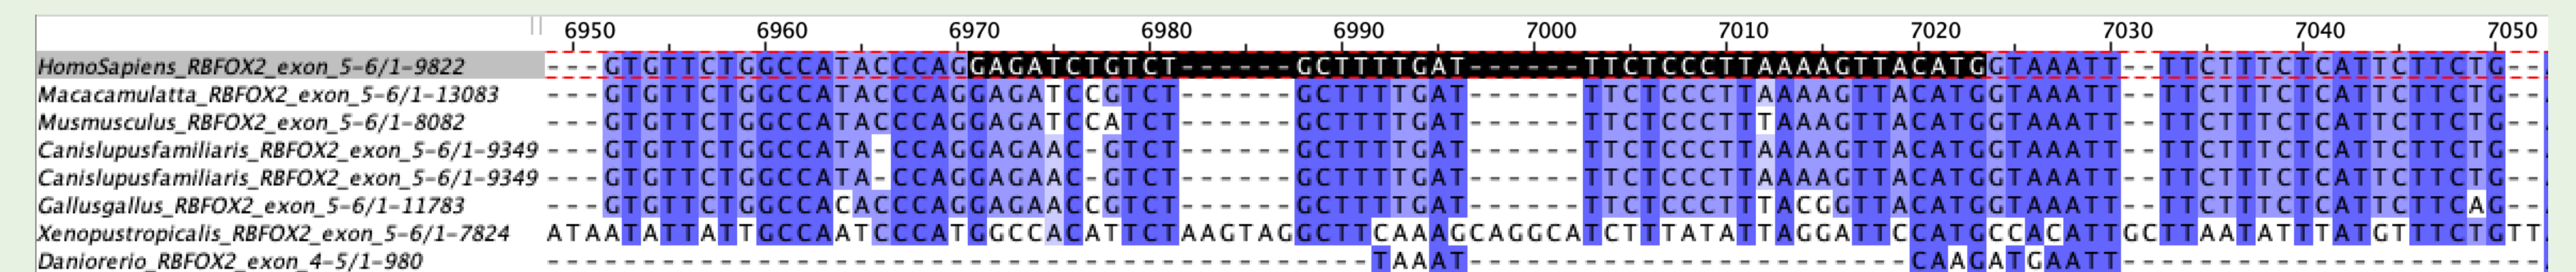 6950 6960 6970 6980 6990 7000 7010 7020 7030 7040 7050
HomoSapiens_RBFOX2_exon_5-6/1-9822 ---GTGTTCTGGCCATACCCAGGAGATCTGTCT------GCTTTTGAT------TTCTCCCTTAAAAGTTACATGGTAAATT--TTCTTTCTCATTCTTCTG--
Macacamulatta_RBFOX2_exon_5-6/1-13083 ---GTGTTCTGGCCATACCCAGGAGATCCGTCT------GCTTTTGAT------TTCTCCCTTAAAAGTTACATGGTAAATT--TTCTTTCTCATTCTTCTG--
Musmusculus_RBFOX2_exon_5-6/1-8082 ---GTGTTCTGGCCATACCCAGGAGATCCATCT------GCTTTTGAT------TTCTCCCTTTAAAGTTACATGGTAAATT--TTCTTTCTCATTCTTCTG--
Canislupusfamiliaris_RBFOX2_exon_5-6/1-9349 ---GTGTTCTGGCCATA-CCAGGAGAAC-GTCT------GCTTTTGAT------TTCTCCCTTAAAAGTTACATGGTAAATT--TTCTTTCTCATTCTTCTG--
Canislupusfamiliaris_RBFOX2_exon_5-6/1-9349 ---GTGTTCTGGCCATA-CCAGGAGAAC-GTCT------GCTTTTGAT------TTCTCCCTTAAAAGTTACATGGTAAATT--TTCTTTCTCATTCTTCTG--
Gallusgallus_RBFOX2_exon_5-6/1-11783 ---GTGTTCTGGCCACACCCAGGAGAACCGTCT------GCTTTTGAT------TTCTCCCTTTACGGTTACATGGTAAATT--TTCTTTCTCATTCTTCAG--
Xenopustropicalis_RBFOX2_exon_5-6/1-7824 ATAATATTATTGCCAATCCCATGGCCACATTCTAAGTAGGCTTCAAAGCAGGCATCTTTATATTAGGATTCCATGCCACATTGCTTAATATTTATGTTTCTGTT
Daniorerio_RBFOX2_exon_4-5/1-980 -------------------------------------------TAAAT-----------------------CAAGATGAATT----------------------